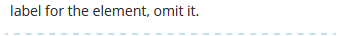 label for the element, omit it.